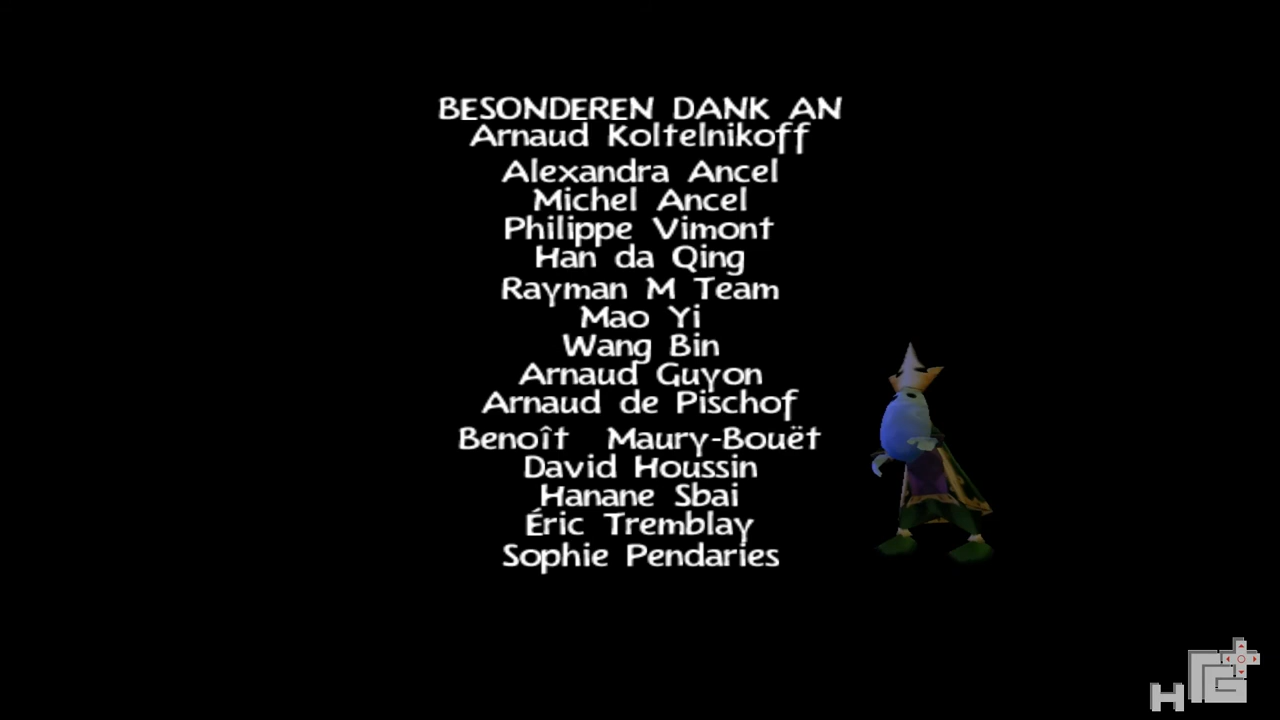 BESONDEREN DANK AN
Arnaud Koltelnikoff
Alexandra Ancel
Michel Ancel
Philippe Vimont
Han da Qing
Rayman M Team
Mao Yi
Wang Bin
Arnaud Guyon
Arnaud de Pischof
Benoît Maury-Bouët
David Houssin
Hanane Sbai
Éric Tremblay
Sophie Pendaries